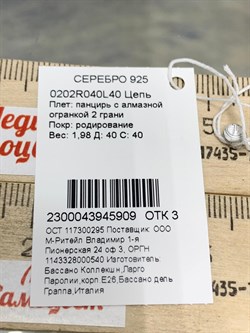 СЕРЕБРО 925
0202R040L40 Цепь
Плет: панцирь с алмазной
огранкой 2 грани
Покр: родирование
Вес: 1,98 Д: 40 С: 40
2300043945909 ОТК 3
ОСТ 117300295 Поставщик ООО
М-Ритейл Владимир 1-я
Пионерская 24 оф 3, ОРГН
1143328000540 Изготовитель
Бассано Коллекшн,Ларго
Паролии,корп Е26,Бассано дель
Граппа,Италия
17435-